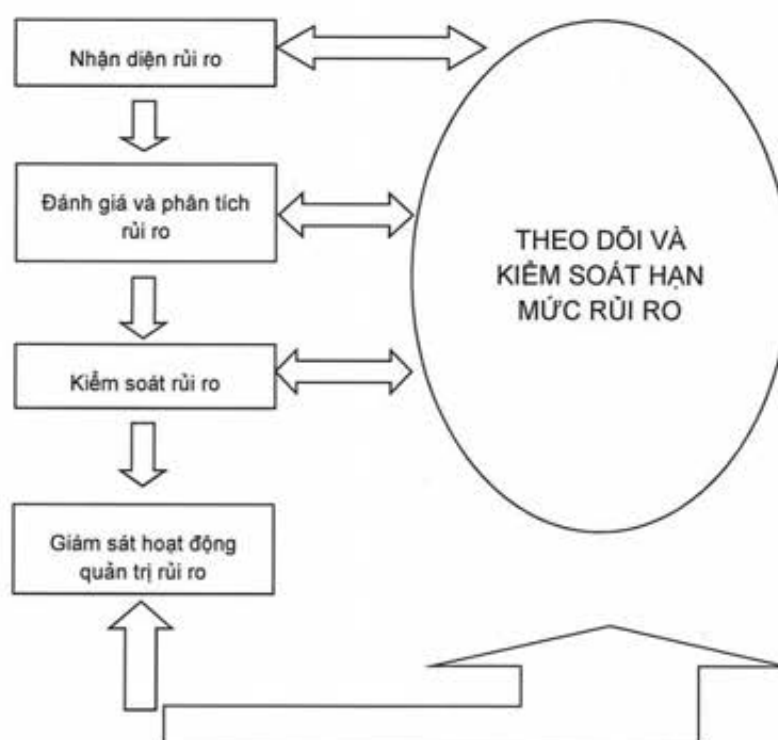 Nhận diện rủi ro
Đánh giá và phân tích
rủi ro
THEO DÕI VÀ
KIỂM SOÁT HẠN
MỨC RỦI RO
Kiểm soát rủi ro
Giám sát hoạt động
quản trị rủi ro